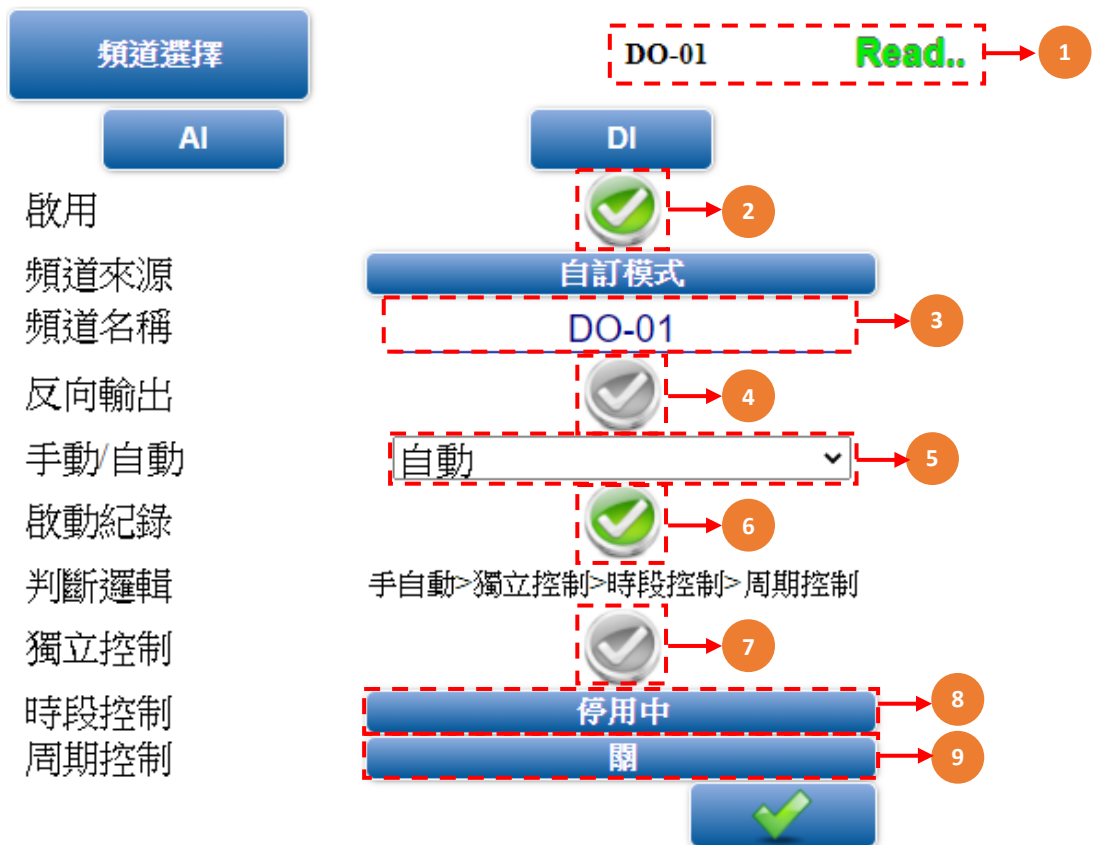 頻道選擇
DO-01 Read.. 1
AI DI
啟用 2
頻道來源 自訂模式
頻道名稱 DO-01 3
反向輸出 4
手動/自動 自動 5
啟動紀錄 6
判斷邏輯 手自動>獨立控制>時段控制>周期控制
獨立控制 7
時段控制 停用中 8
周期控制 關 9